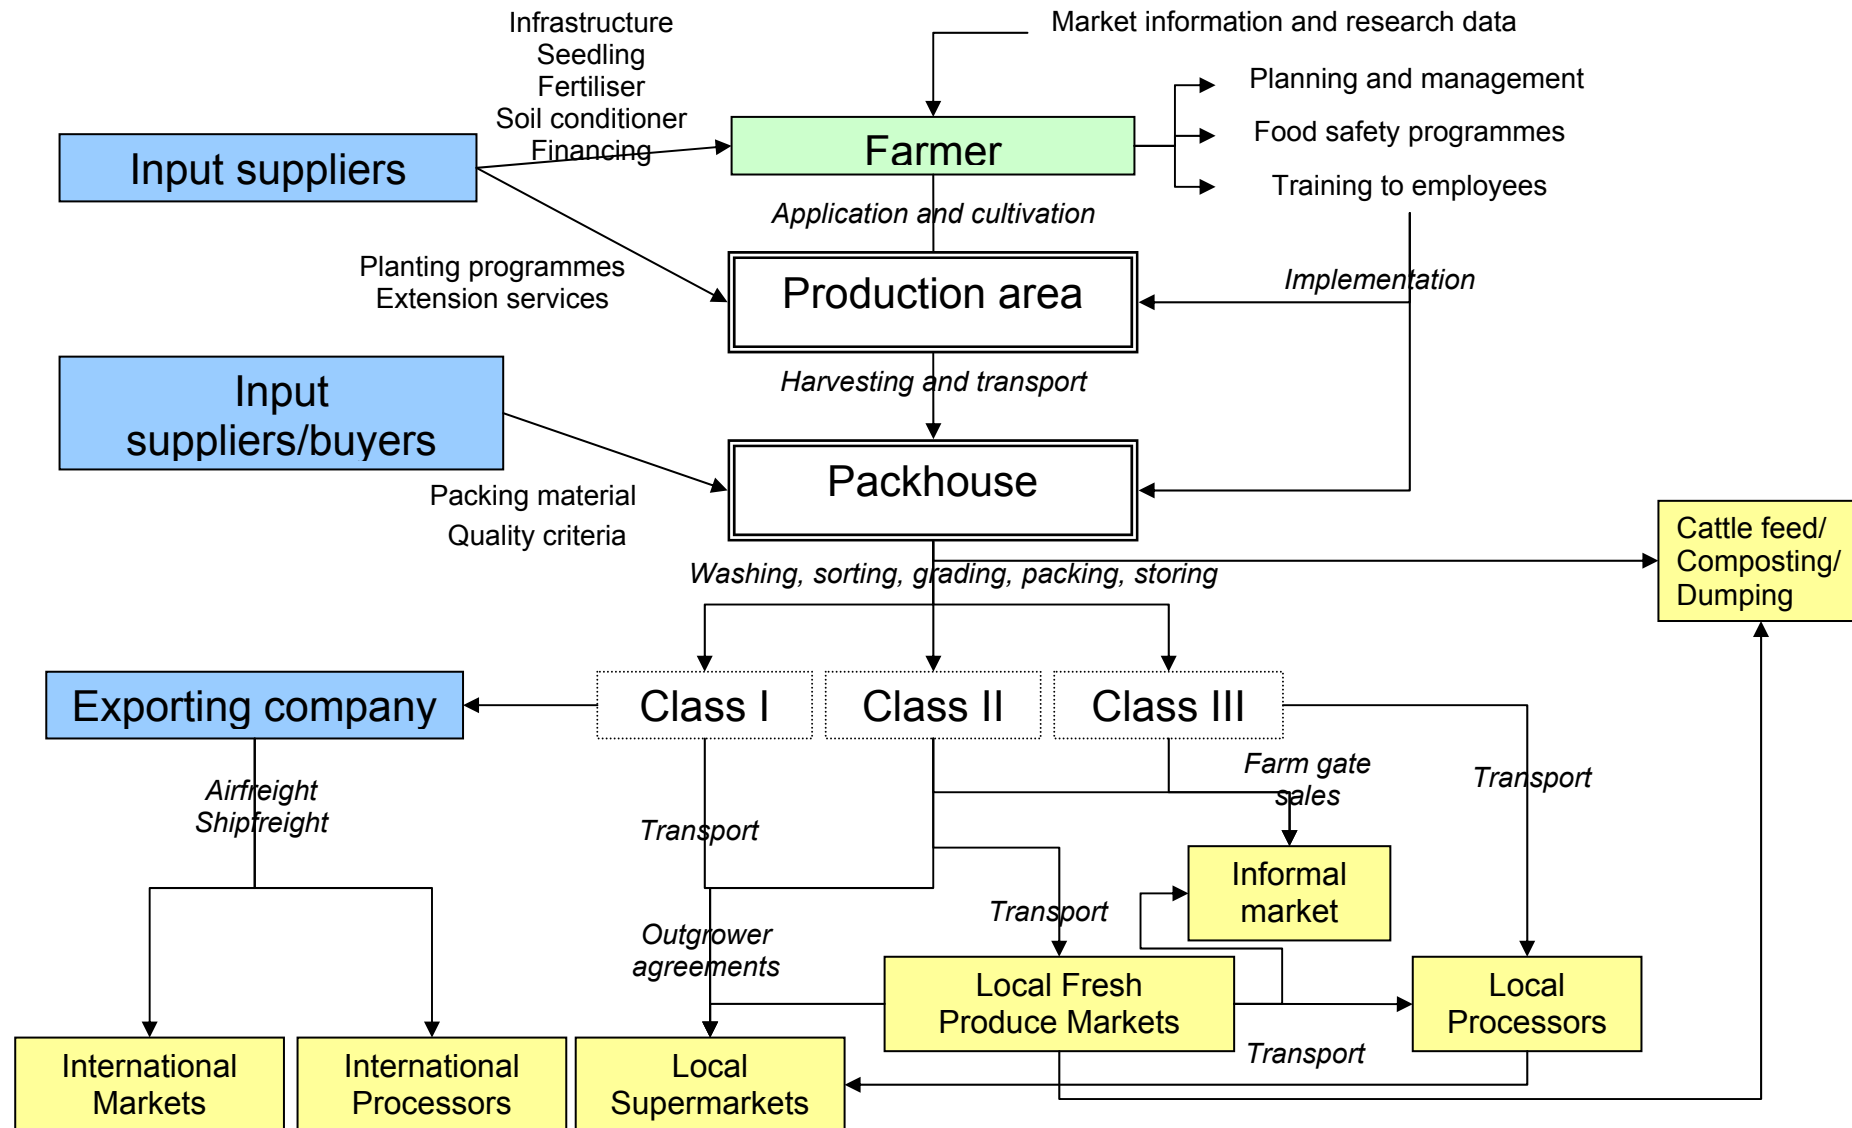 Infrastructure
Seedling
Fertiliser
Soil conditioner
Financing
Market information and research data
Planning and management
Food safety programmes
Training to employees
Input suppliers
Farmer
Application and cultivation
Planting programmes
Extension services
Production area
Implementation
Harvesting and transport
Input
suppliers/buyers
Packhouse
Packing material
Quality criteria
Cattle feed/
Composting/
Dumping
Washing, sorting, grading, packing, storing
Exporting company
Class I
Class II
Class III
Airfreight
Shipfreight
Transport
Farm gate
sales
Transport
Informal
market
Transport
Outgrower
agreements
Local Fresh
Produce Markets
Local
Processors
Transport
International
Markets
International
Processors
Local
Supermarkets